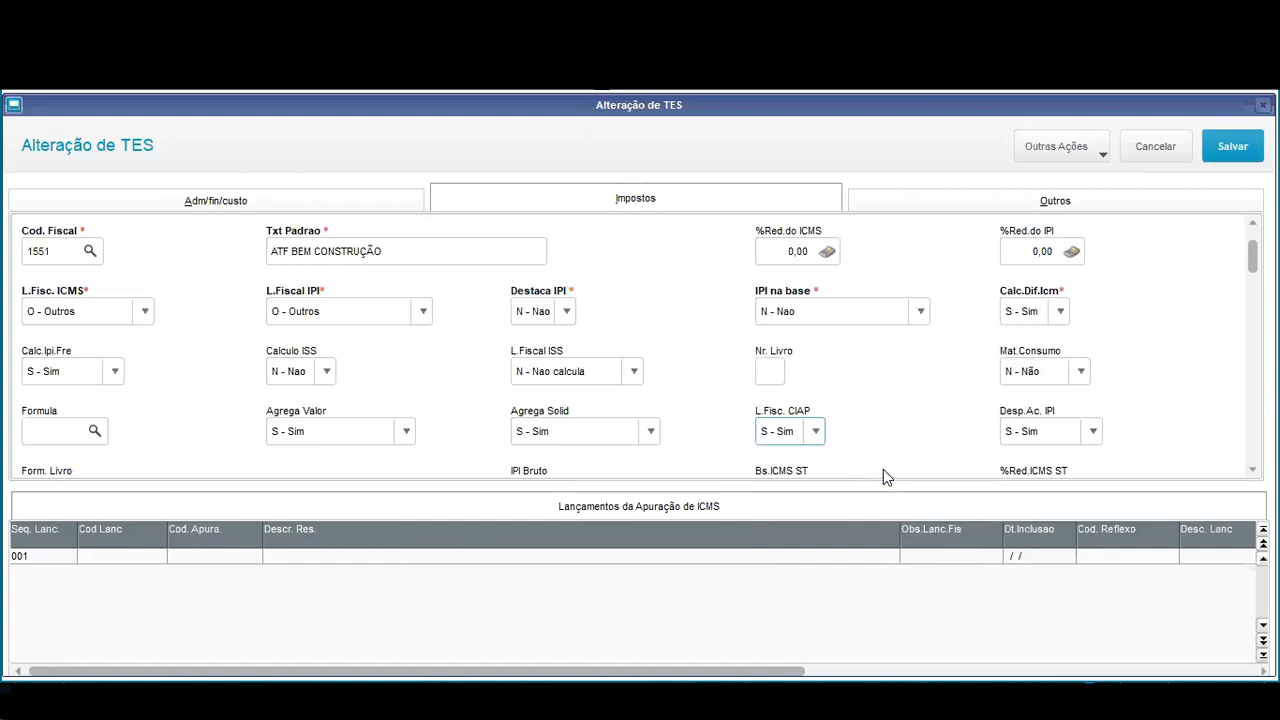 Alteração de TES
Alteração de TES
Outras Ações
Cancelar
Salvar
Adm/fin/custo
Impostos
Outros
Cod. Fiscal *
Txt Padrao *
%Red.do ICMS
%Red.do IPI
1551
ATF BEM CONSTRUÇÃO
0,00
0,00
L.Fisc. ICMS*
L.Fiscal IPI*
Destaca IPI *
IPI na base *
Calc.Dif.Icm*
O - Outros
O - Outros
N - Nao
N - Nao
S - Sim
Calc.Ipi.Fre
Calculo ISS
L.Fiscal ISS
Nr. Livro
Mat.Consumo
S - Sim
N - Nao
N - Nao calcula
N - Não
Formula
Agrega Valor
Agrega Solid
L.Fisc. CIAP
Desp.Ac. IPI
S - Sim
S - Sim
S - Sim
S - Sim
Form. Livro
IPI Bruto
Bs.ICMS ST
%Red.ICMS ST
Lançamentos da Apuração de ICMS
Seq. Lanc.
Cod Lanc
Cod. Apura.
Descr. Res.
Obs.Lanc.Fis
Dt.Inclusao
Cod. Reflexo
Desc. Lanc
001
/ /